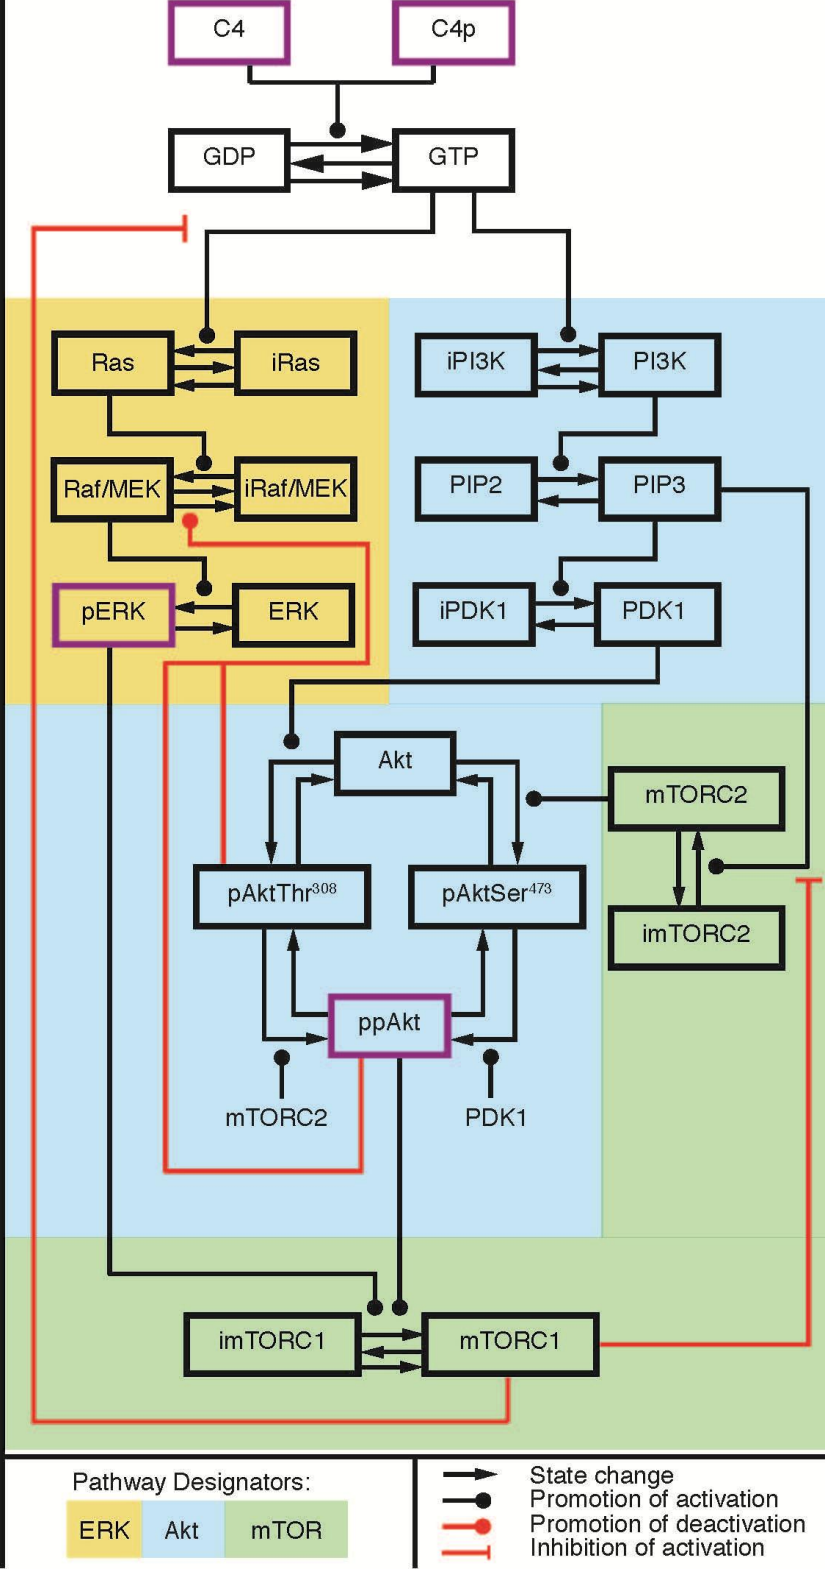 C4 C4p
GDP GTP
Ras iRas iPI3K PI3K
Raf/MEK iRaf/MEK PIP2 PIP3
pERK ERK iPDK1 PDK1
Akt
mTORC2
pAktThr³⁰⁸ pAktSer⁴⁷³
imTORC2
ppAkt
mTORC2 PDK1
imTORC1 mTORC1
Pathway Designators:
ERK Akt mTOR
State change
Promotion of activation
Promotion of deactivation
Inhibition of activation